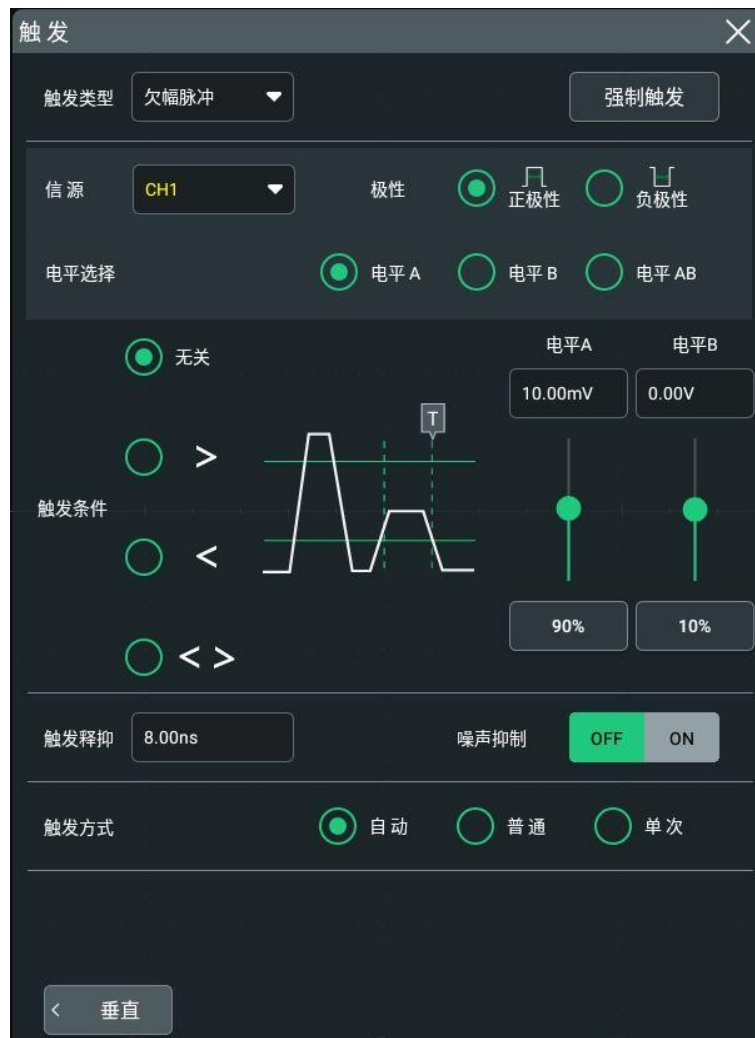 触发
触发类型 欠幅脉冲 强制触发
信源 CH1 极性 正极性 负极性
电平选择 电平A 电平B 电平AB
无关 电平A 电平B
10.00mV 0.00V
T
>
触发条件
<
90% 10%
< >
触发释抑 8.00ns 噪声抑制 OFF ON
触发方式 自动 普通 单次
< 垂直